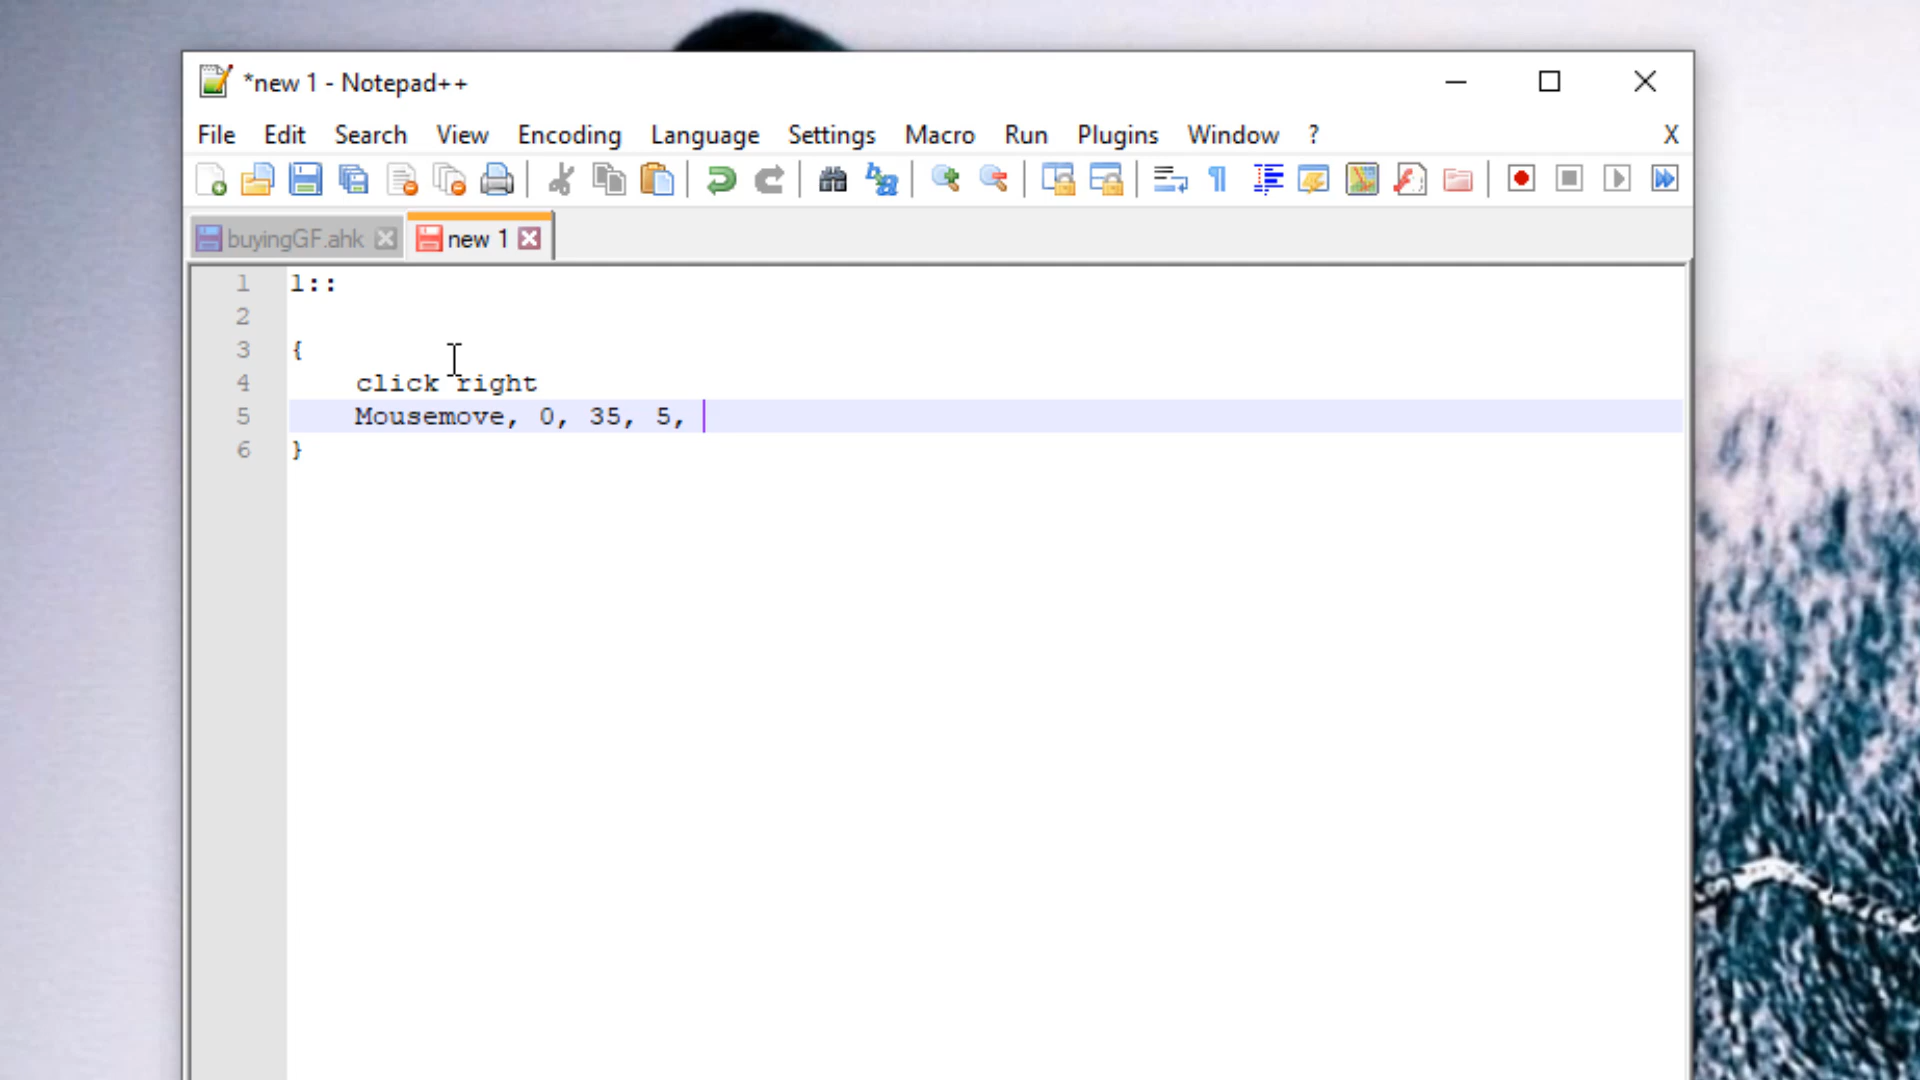 *new 1 - Notepad++
File Edit Search View Encoding Language Settings Macro Run Plugins Window ? X
buyingGF.ahk new 1
1 1::
2
3 {
4 click right
5 Mousemove, 0, 35, 5,
6 }